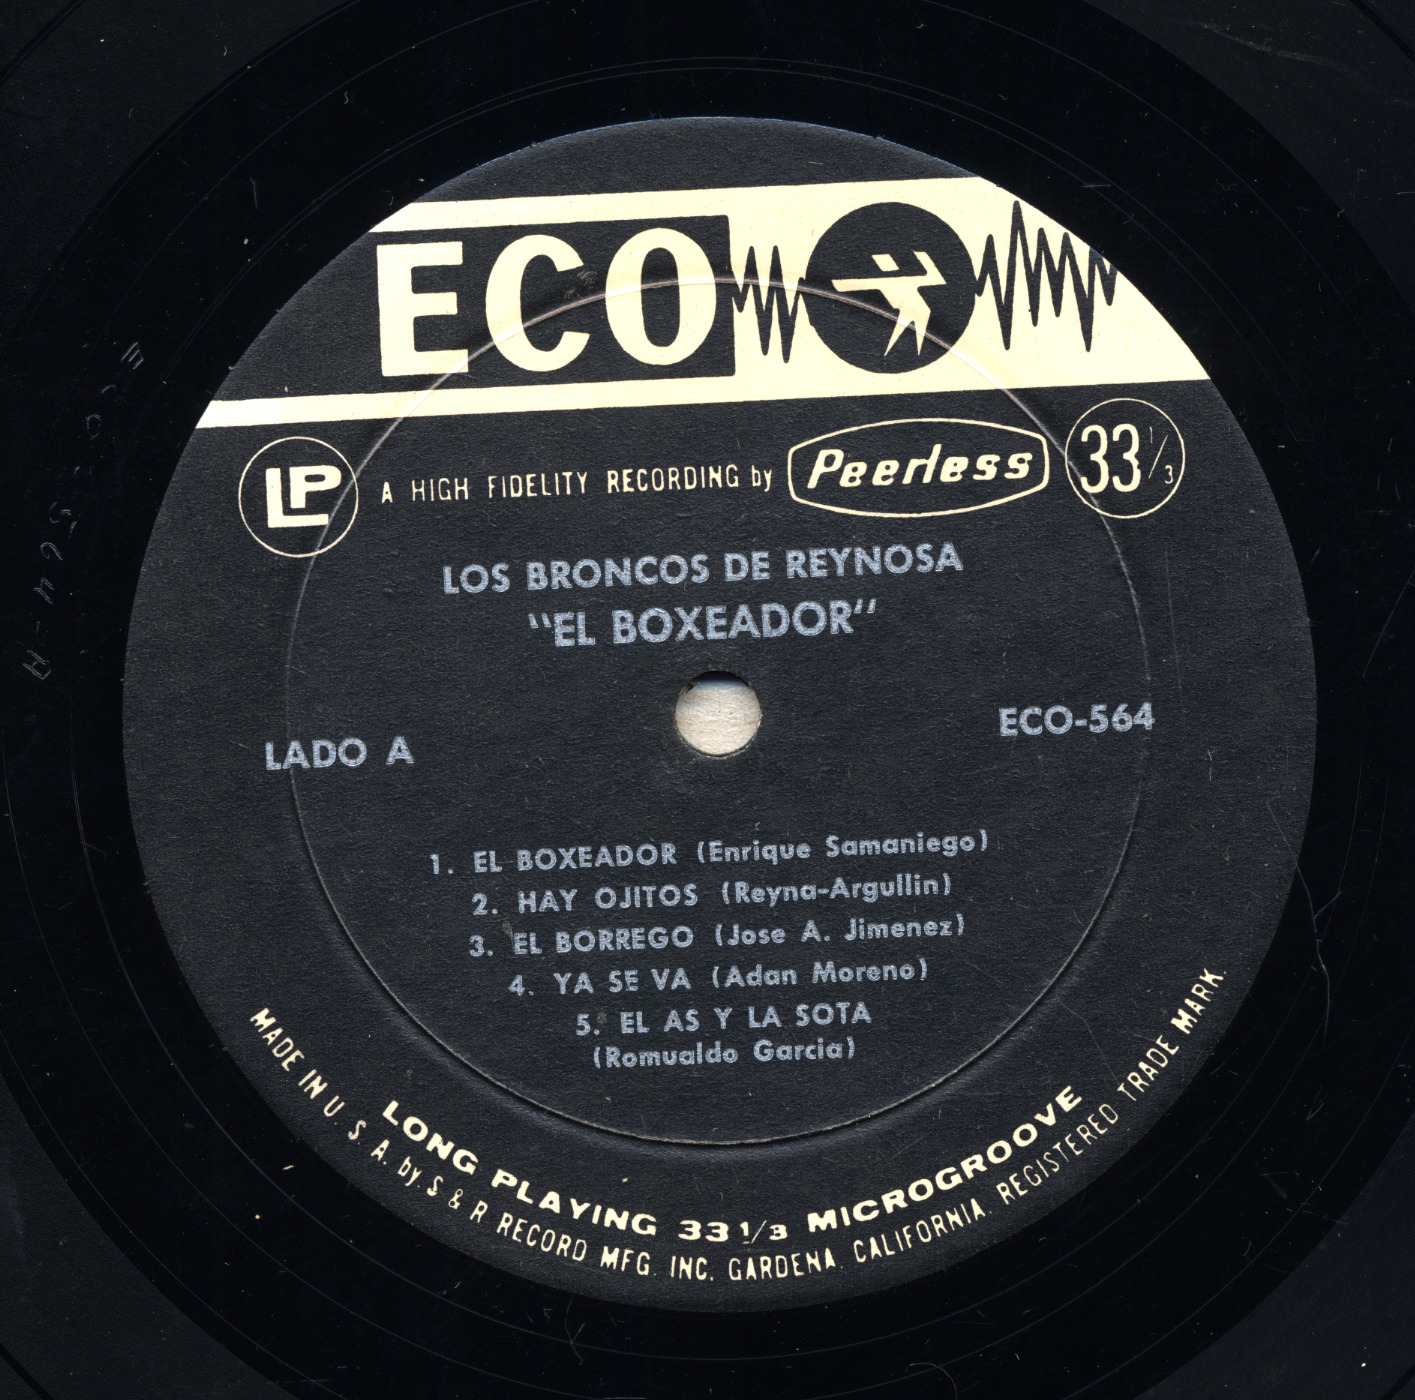 ECO
LP A HIGH FIDELITY RECORDING by Peerless 33 1/3
LOS BRONCOS DE REYNOSA
"EL BOXEADOR"
LADO A
ECO-564
1. EL BOXEADOR (Enrique Samaniego)
2. HAY OJITOS (Reyna-Argullin)
3. EL BORREGO (Jose A. Jimenez)
4. YA SE VA (Adan Moreno)
5. EL AS Y LA SOTA
(Romualdo Garcia)
LONG PLAYING 33 1/3 MICROGROOVE
MADE IN U. S. A. by S & R RECORD MFG. INC. GARDENA, CALIFORNIA. REGISTERED TRADE MARK
ECO 564-A